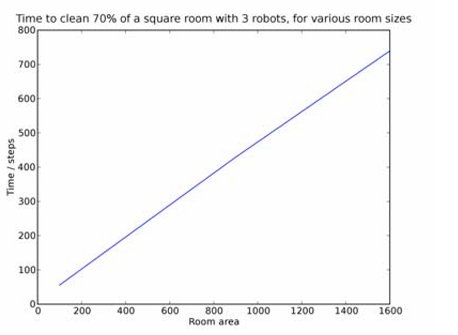 Time to clean 70% of a square room with 3 robots, for various room sizes
800
700
600
500
400
300
200
100
0
Time / steps
0 200 400 600 800 1000 1200 1400 1600
Room area